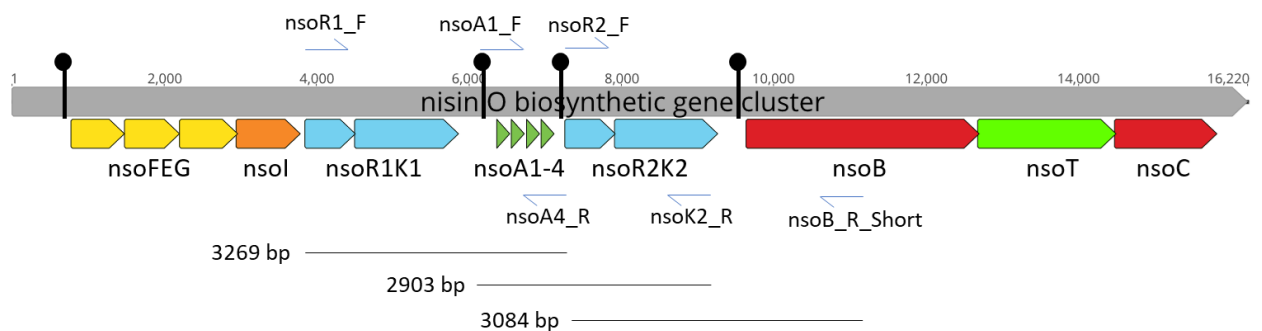 nsoR1_F nsoA1_F nsoR2_F
1 2,000 4,000 6,000 8,000 10,000 12,000 14,000 16,220
nisin O biosynthetic gene cluster
nsoFEG nsoI nsoR1K1 nsoA1-4 nsoR2K2 nsoB nsoT nsoC
nsoA4_R nsoK2_R nsoB_R_Short
3269 bp
2903 bp
3084 bp